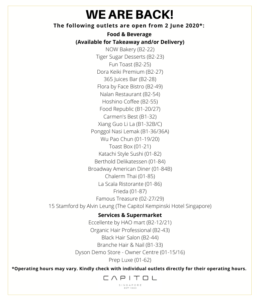 WE ARE BACK!
The following outlets are open from 2 June 2020*:
Food & Beverage
(Available for Takeaway and/or Delivery)
NOW Bakery (B2-22)
Tiger Sugar Desserts (B2-23)
Fun Toast (B2-25)
Dora Keiki Premium (B2-27)
365 Juices Bar (B2-28)
Flora by Face Bistro (B2-49)
Nalan Restaurant (B2-54)
Hoshino Coffee (B2-55)
Food Republic (B1-20/27)
Carmen's Best (B1-32)
Xiang Guo Li La (B1-32B/C)
Ponggol Nasi Lemak (B1-36/36A)
Wu Pao Chun (01-19/20)
Toast Box (01-21)
Katachi Style Sushi (01-82)
Berthold Delikatessen (01-84)
Broadway American Diner (01-84B)
Chalerm Thai (01-85)
La Scala Ristorante (01-86)
Frieda (01-87)
Famous Treasure (02-27/29)
15 Stamford by Alvin Leung (The Capitol Kempinski Hotel Singapore)
Services & Supermarket
Eccellente by HAO mart (B2-12/21)
Organic Hair Professional (B2-43)
Black Hair Salon (B2-44)
Branche Hair & Nail (B1-33)
Dyson Demo Store - Owner Centre (01-15/16)
Prep Luxe (01-62)
*Operating hours may vary. Kindly check with individual outlets directly for their operating hours.
CAPITOL